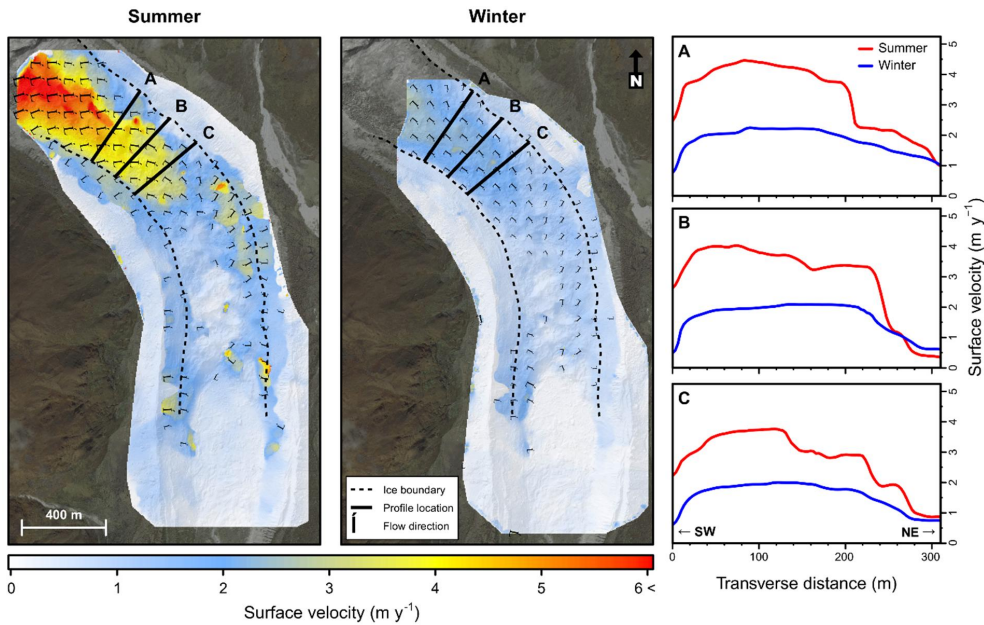 Summer
Winter
A
B
C
A
B
C
N
400 m
Ice boundary
Profile location
Flow direction
0 1 2 3 4 5 6 <
Surface velocity (m y⁻¹)
A
Summer
Winter
0 1 2 3 4 5
B
0 1 2 3 4 5
C
0 1 2 3 4 5
← SW
NE →
0 100 200 300
Transverse distance (m)
Surface velocity (m y⁻¹)